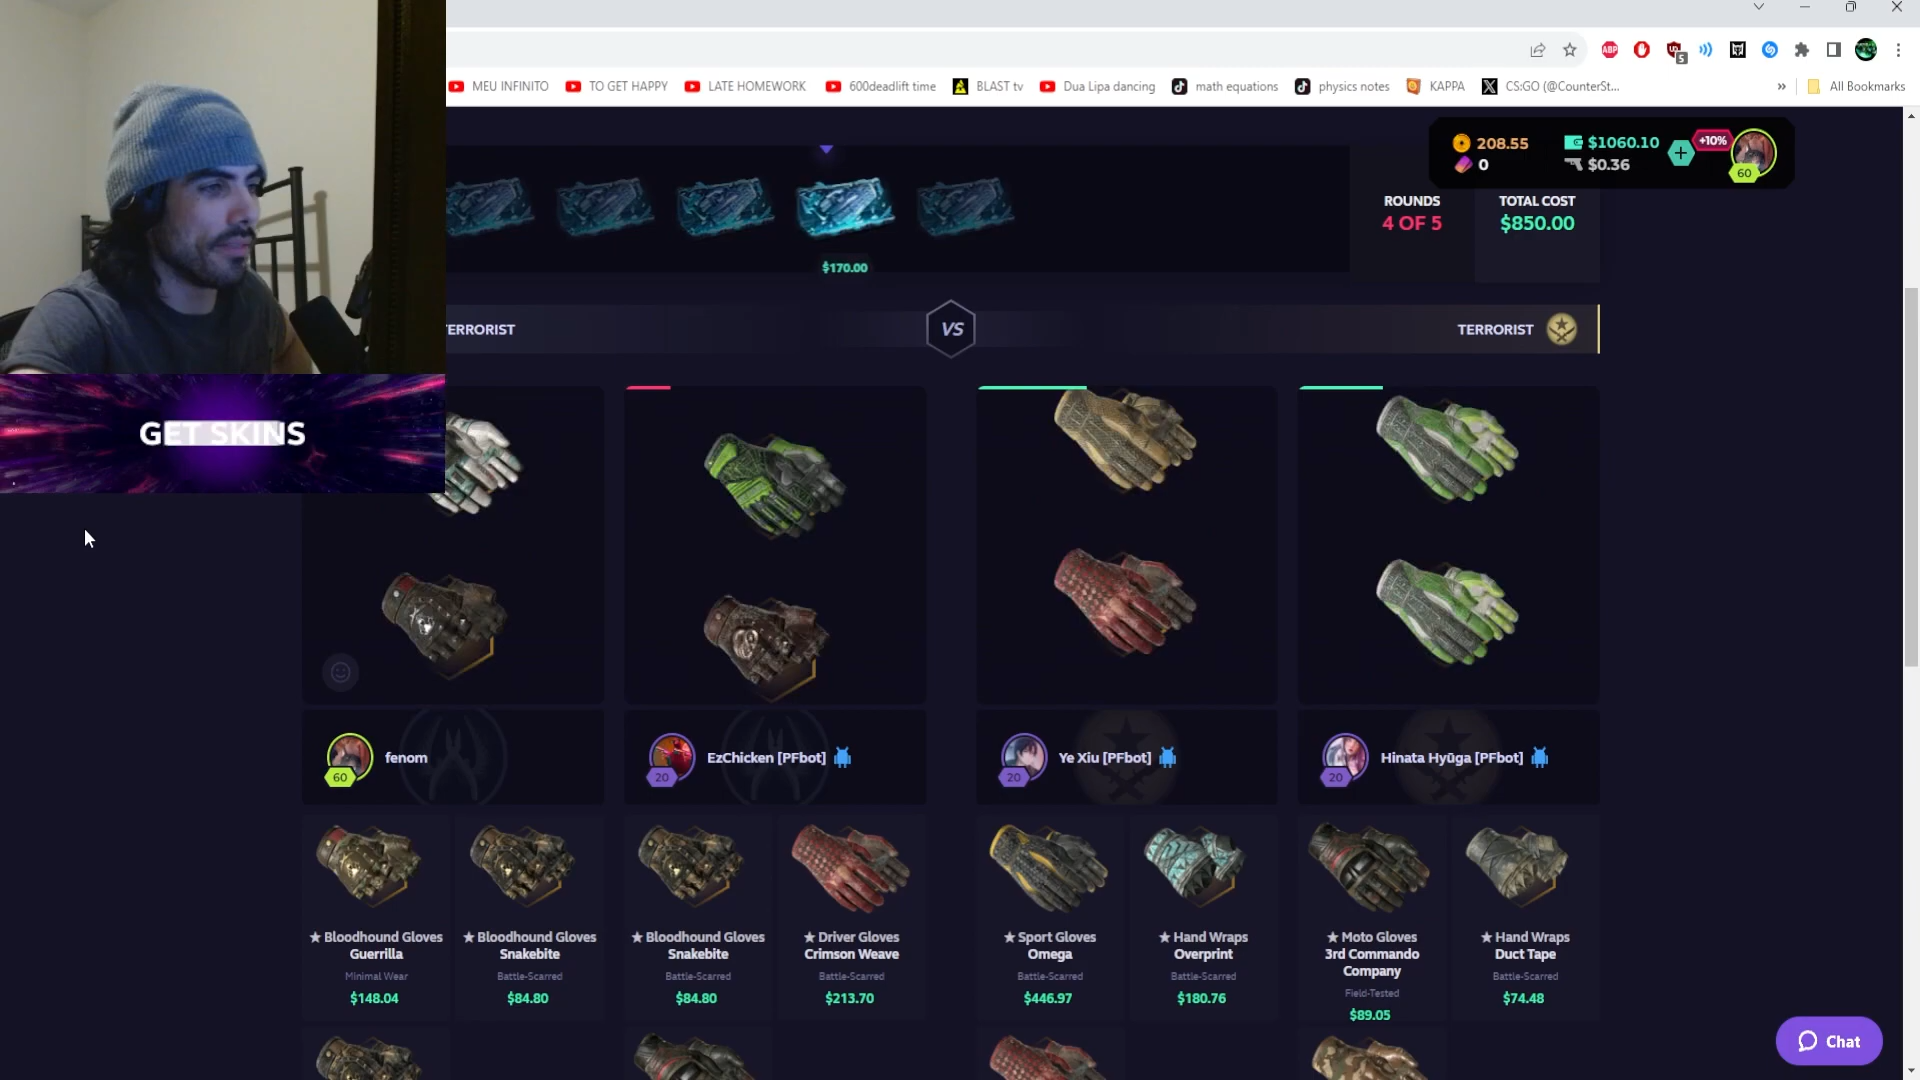 MEU INFINITO
TO GET HAPPY
LATE HOMEWORK
600deadlift time
BLAST tv
Dua Lipa dancing
math equations
physics notes
KAPPA
CS:GO (@CounterSt...
»
All Bookmarks
ABP
5
208.55
$1060.10
+10%
0
$0.36
60
ROUNDS
4 OF 5
TOTAL COST
$850.00
$170.00
ERRORIST
VS
TERRORIST
GET SKINS
fenom
60
EzChicken [PFbot]
20
Ye Xiu [PFbot]
20
Hinata Hyūga [PFbot]
20
★ Bloodhound Gloves
Guerrilla
Minimal Wear
$148.04
★ Bloodhound Gloves
Snakebite
Battle-Scarred
$84.80
★ Bloodhound Gloves
Snakebite
Battle-Scarred
$84.80
★ Driver Gloves
Crimson Weave
Battle-Scarred
$213.70
★ Sport Gloves
Omega
Battle-Scarred
$446.97
★ Hand Wraps
Overprint
Battle-Scarred
$180.76
★ Moto Gloves
3rd Commando
Company
Field-Tested
$89.05
★ Hand Wraps
Duct Tape
Battle-Scarred
$74.48
Chat